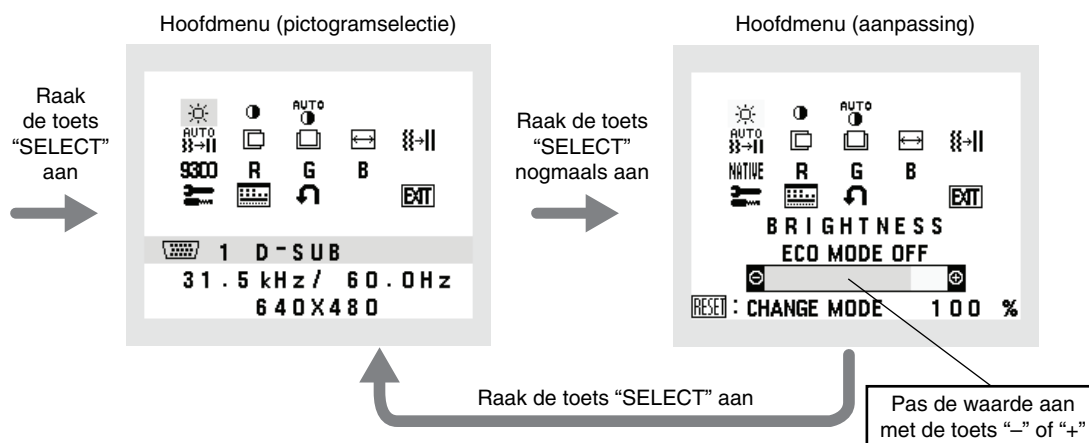 Hoofdmenu (pictogramselectie)
Hoofdmenu (aanpassing)
Raak
de toets
“SELECT”
aan
AUTO
AUTO
9300 R G B
EXIT
1 D-SUB
31.5 kHz/ 60.0Hz
640X480
Raak de toets
“SELECT”
nogmaals aan
AUTO
AUTO
NATIVE R G B
EXIT
BRIGHTNESS
ECO MODE OFF
RESET : CHANGE MODE 100 %
Raak de toets “SELECT” aan
Pas de waarde aan
met de toets “–” of “+”